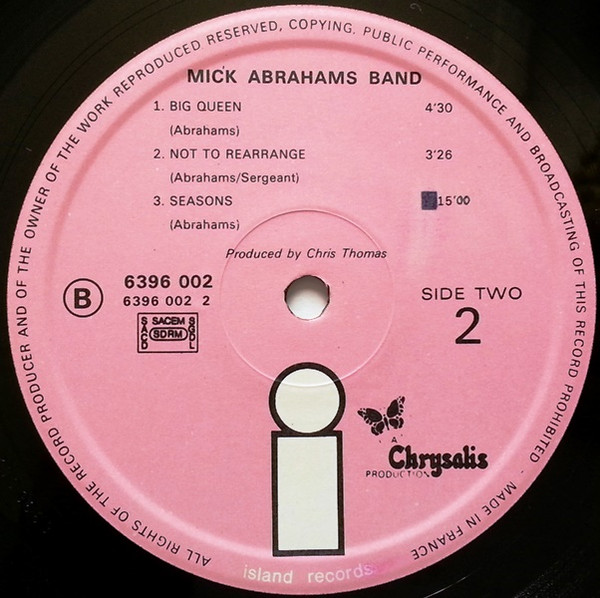 ALL RIGHTS OF THE RECORD PRODUCER AND OF THE OWNER OF THE WORK REPRODUCED RESERVED, COPYING, PUBLIC PERFORMANCE AND BROADCASTING OF THIS RECORD PROHIBITED MADE IN FRANCE
MICK ABRAHAMS BAND
1. BIG QUEEN 4'30
(Abrahams)
2. NOT TO REARRANGE 3'26
(Abrahams/Sergeant)
3. SEASONS 15'00
(Abrahams)
Produced by Chris Thomas
B 6396 002
6396 002 2
SACEM
SACD SDRM SGDL
SIDE TWO
2
A
Chrysalis
PRODUCTION
i
island records